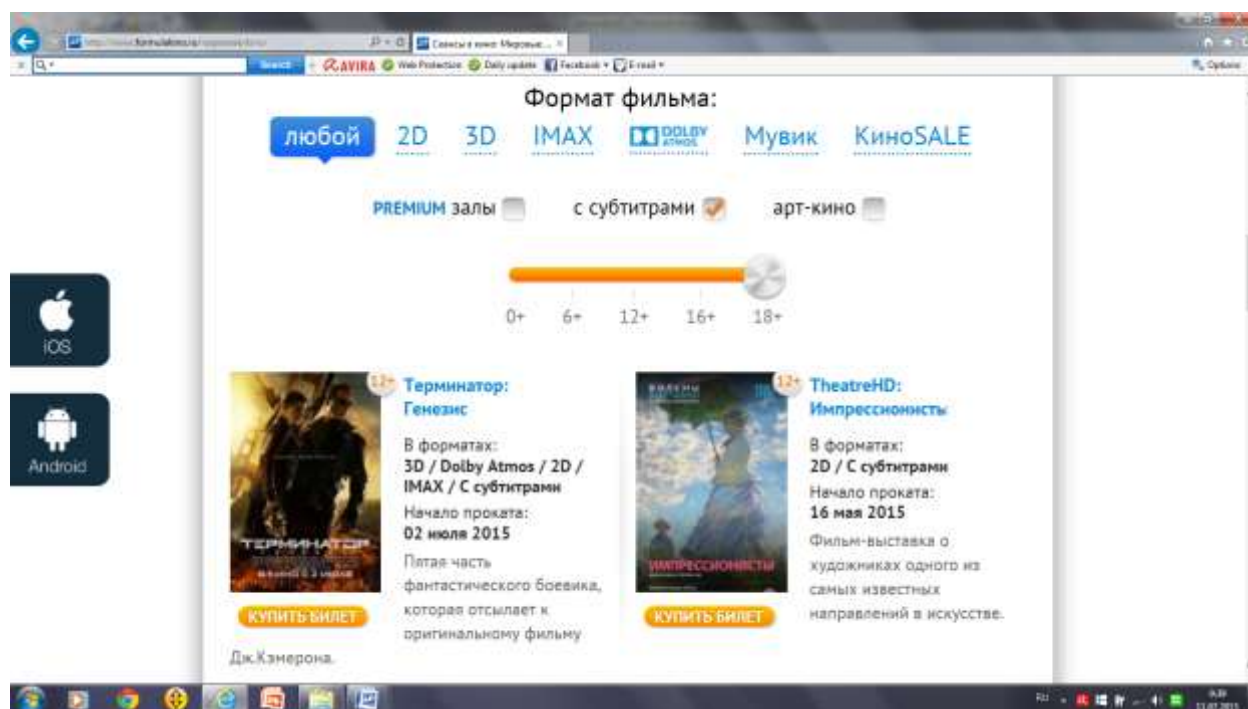 Сеансы в кино: Мировые...
Search
AVIRA
Web Protection
Daily update
Facebook
E-mail
Options
Формат фильма:
любой 2D 3D IMAX DOLBY ATMOS Мувик КиноSALE
PREMIUM залы с субтитрами арт-кино
0+ 6+ 12+ 16+ 18+
iOS
Android
12+
Терминатор:
Генезис
В форматах:
3D / Dolby Atmos / 2D /
IMAX / С субтитрами
Начало проката:
02 июля 2015
Пятая часть
фантастического боевика,
которая отсылает к
оригинальному фильму
Дж.Кэмерона.
ТЕРМИНАТОР
КУПИТЬ БИЛЕТ
12+
TheatreHD:
Импрессионисты
В форматах:
2D / С субтитрами
Начало проката:
16 мая 2015
Фильм-выставка о
художниках одного из
самых известных
направлений в искусстве.
ИМПРЕССИОНИСТЫ
КУПИТЬ БИЛЕТ
RU